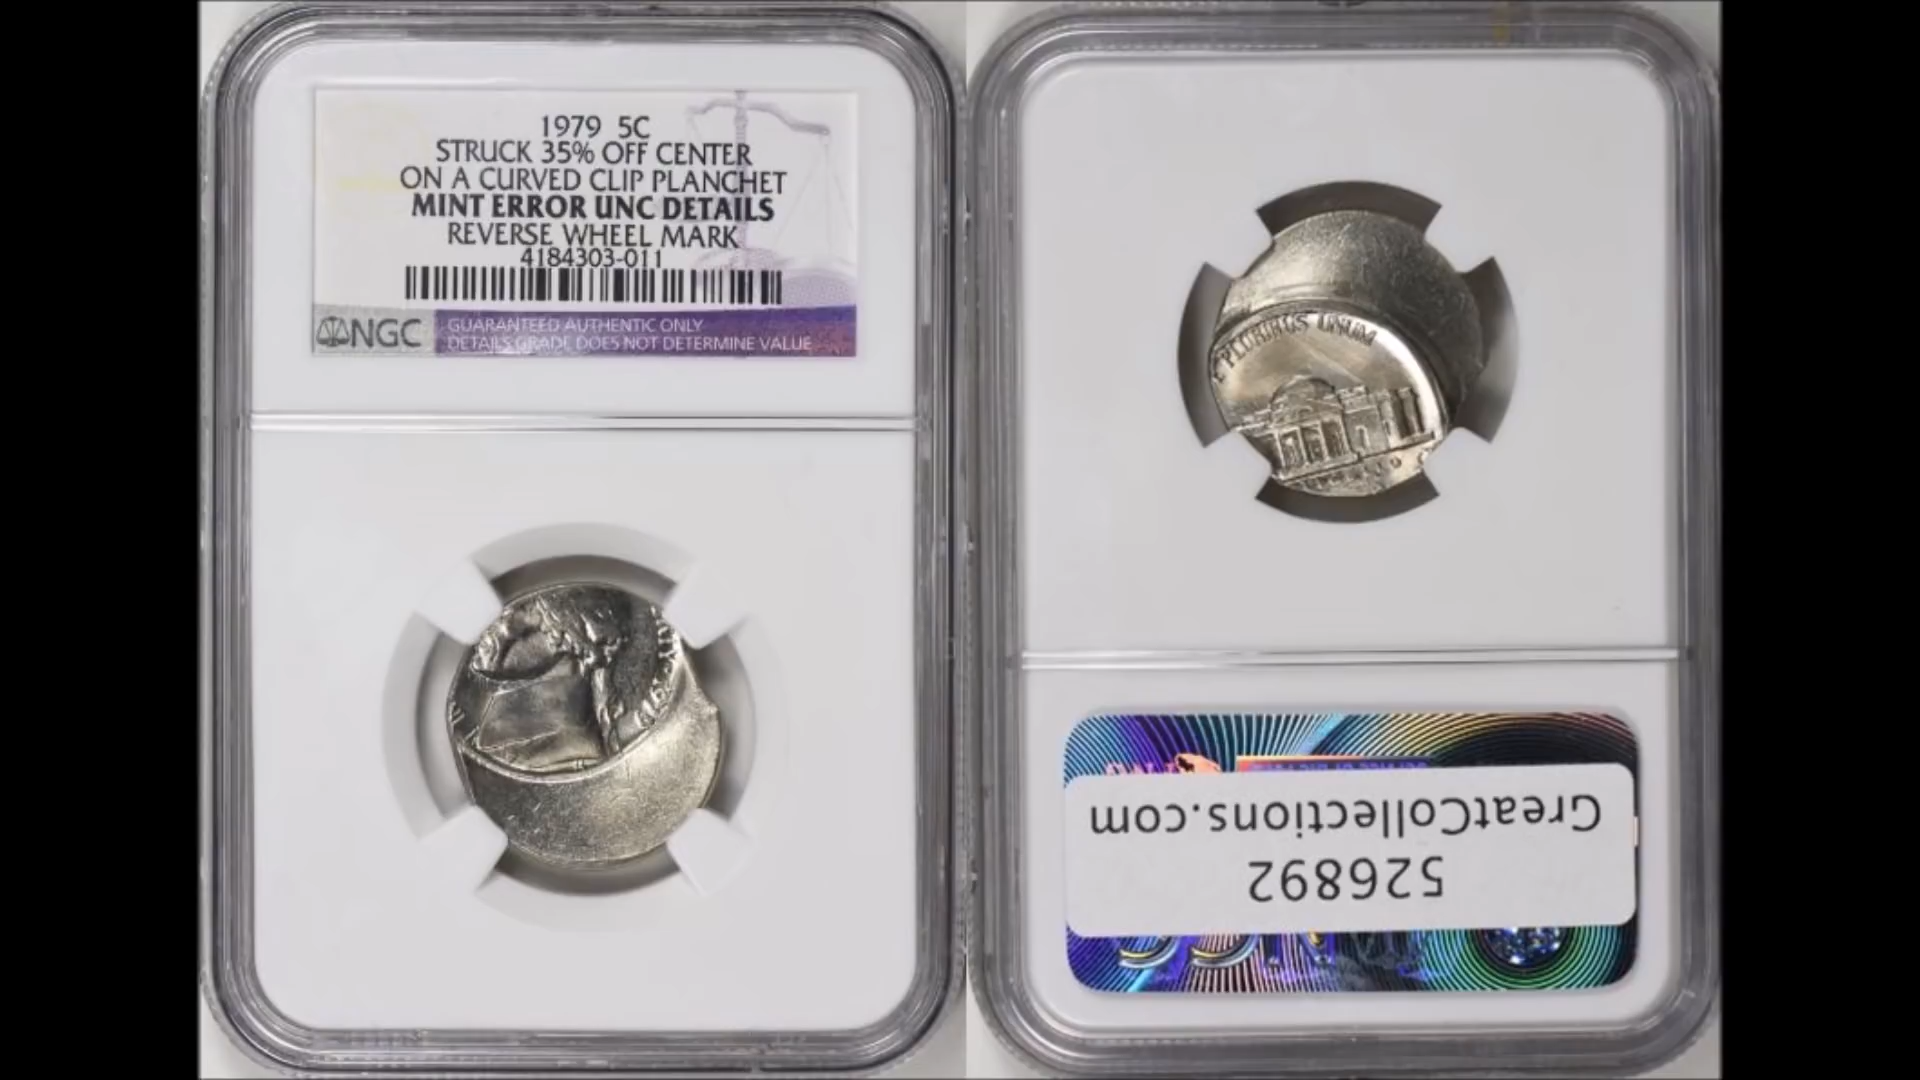 1979 5C
STRUCK 35% OFF CENTER
ON A CURVED CLIP PLANCHET
MINT ERROR UNC DETAILS
REVERSE WHEEL MARK
4184303-011
NGC
GUARANTEED AUTHENTIC ONLY
DETAILS GRADE DOES NOT DETERMINE VALUE
E PLURIBUS UNUM
GreatCollections.com
526892
NGC